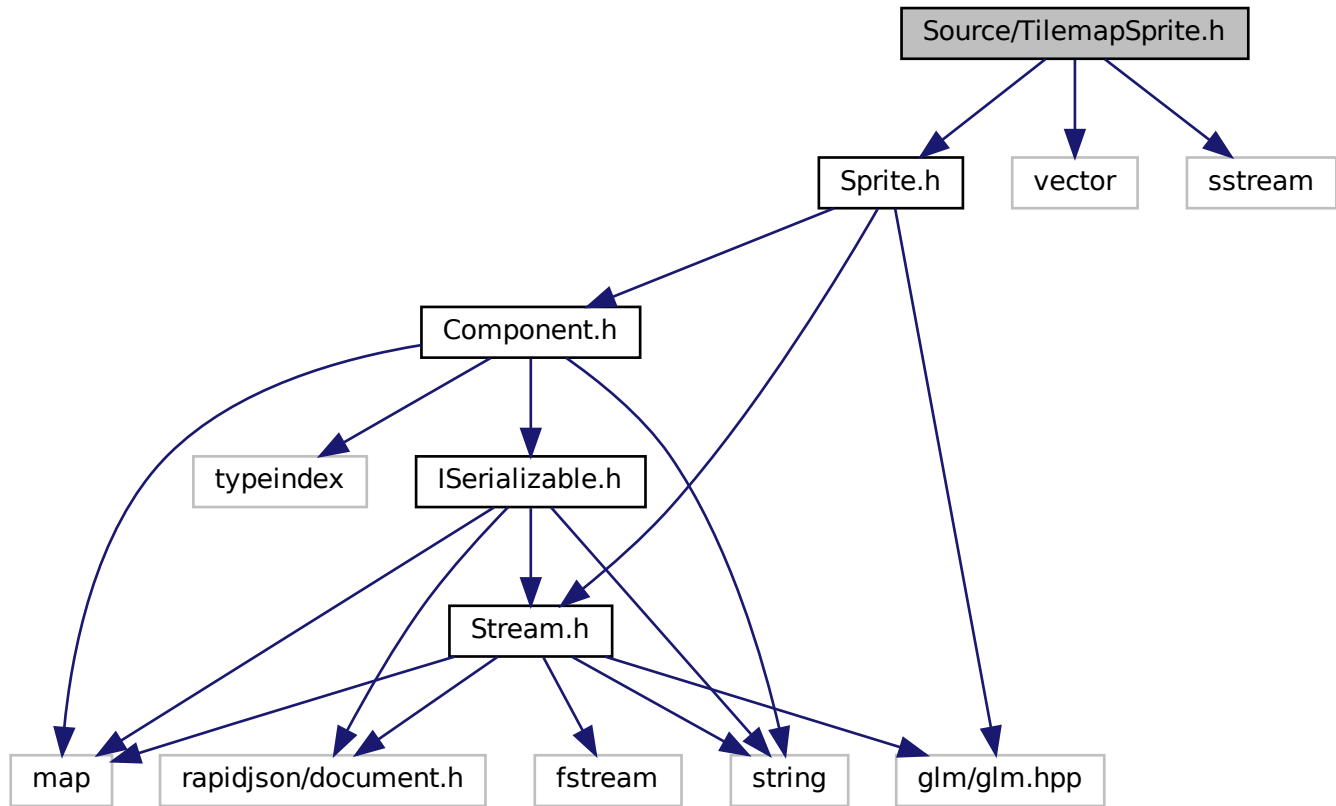 Source/TilemapSprite.h
Sprite.h
vector
sstream
Component.h
typeindex
ISerializable.h
Stream.h
map
rapidjson/document.h
fstream
string
glm/glm.hpp